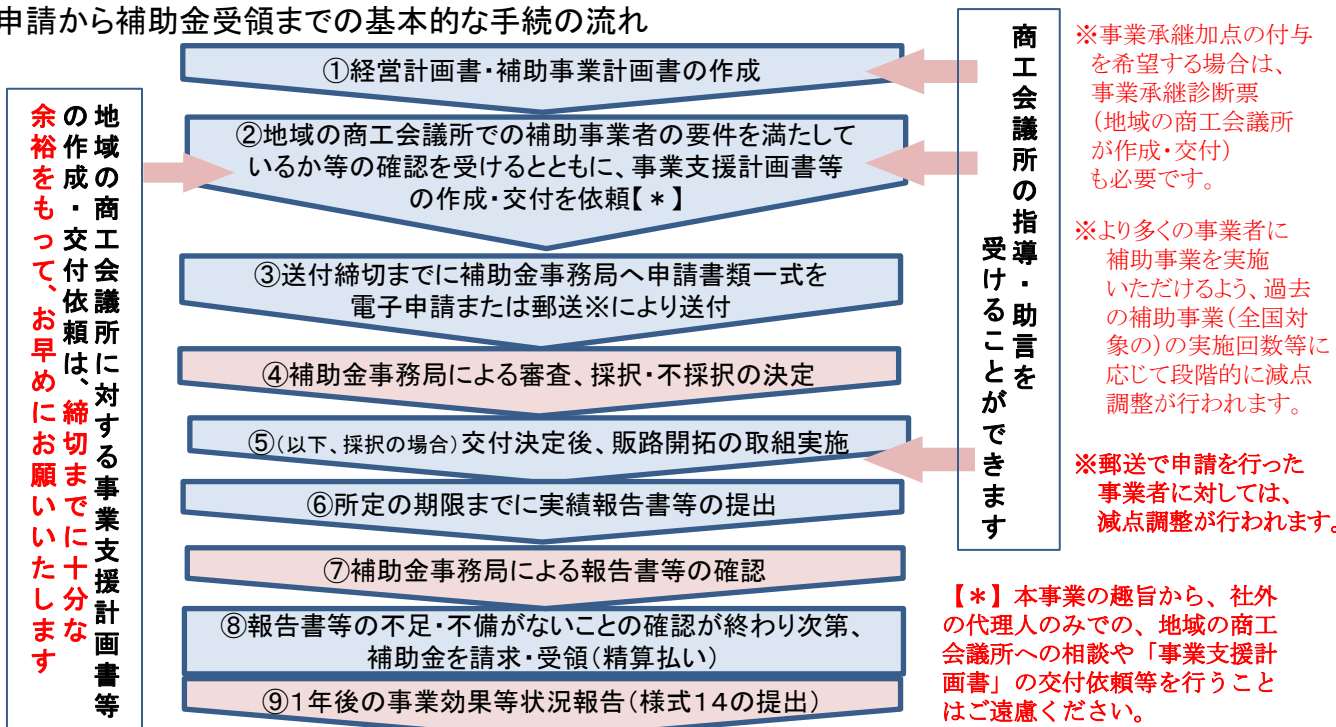 申請から補助金受領までの基本的な手続の流れ
地域の商工会議所に対する事業支援計画書等
の作成・交付依頼は、締切までに十分な
余裕をもって、お早めにお願いいたします
①経営計画書・補助事業計画書の作成
②地域の商工会議所での補助事業者の要件を満たして
いるか等の確認を受けるとともに、事業支援計画書等
の作成・交付を依頼【＊】
③送付締切までに補助金事務局へ申請書類一式を
電子申請または郵送※により送付
④補助金事務局による審査、採択・不採択の決定
⑤(以下、採択の場合)交付決定後、販路開拓の取組実施
⑥所定の期限までに実績報告書等の提出
⑦補助金事務局による報告書等の確認
⑧報告書等の不足・不備がないことの確認が終わり次第、
補助金を請求・受領(精算払い)
⑨１年後の事業効果等状況報告(様式１４の提出)
商工会議所の指導・助言を
受けることができます
※事業承継加点の付与
を希望する場合は、
事業承継診断票
(地域の商工会議所
が作成・交付)
も必要です。
※より多くの事業者に
補助事業を実施
いただけるよう、過去
の補助事業(全国対
象の)の実施回数等に
応じて段階的に減点
調整が行われます。
※郵送で申請を行った
事業者に対しては、
減点調整が行われます。
【＊】本事業の趣旨から、社外
の代理人のみでの、地域の商工
会議所への相談や「事業支援計
画書」の交付依頼等を行うこと
はご遠慮ください。